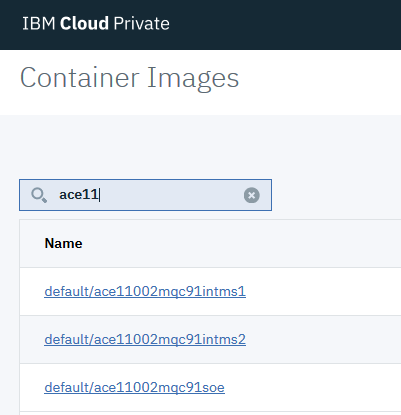 IBM Cloud Private
Container Images
ace11
Name
default/ace11002mqc91intms1
default/ace11002mqc91intms2
default/ace11002mqc91soe